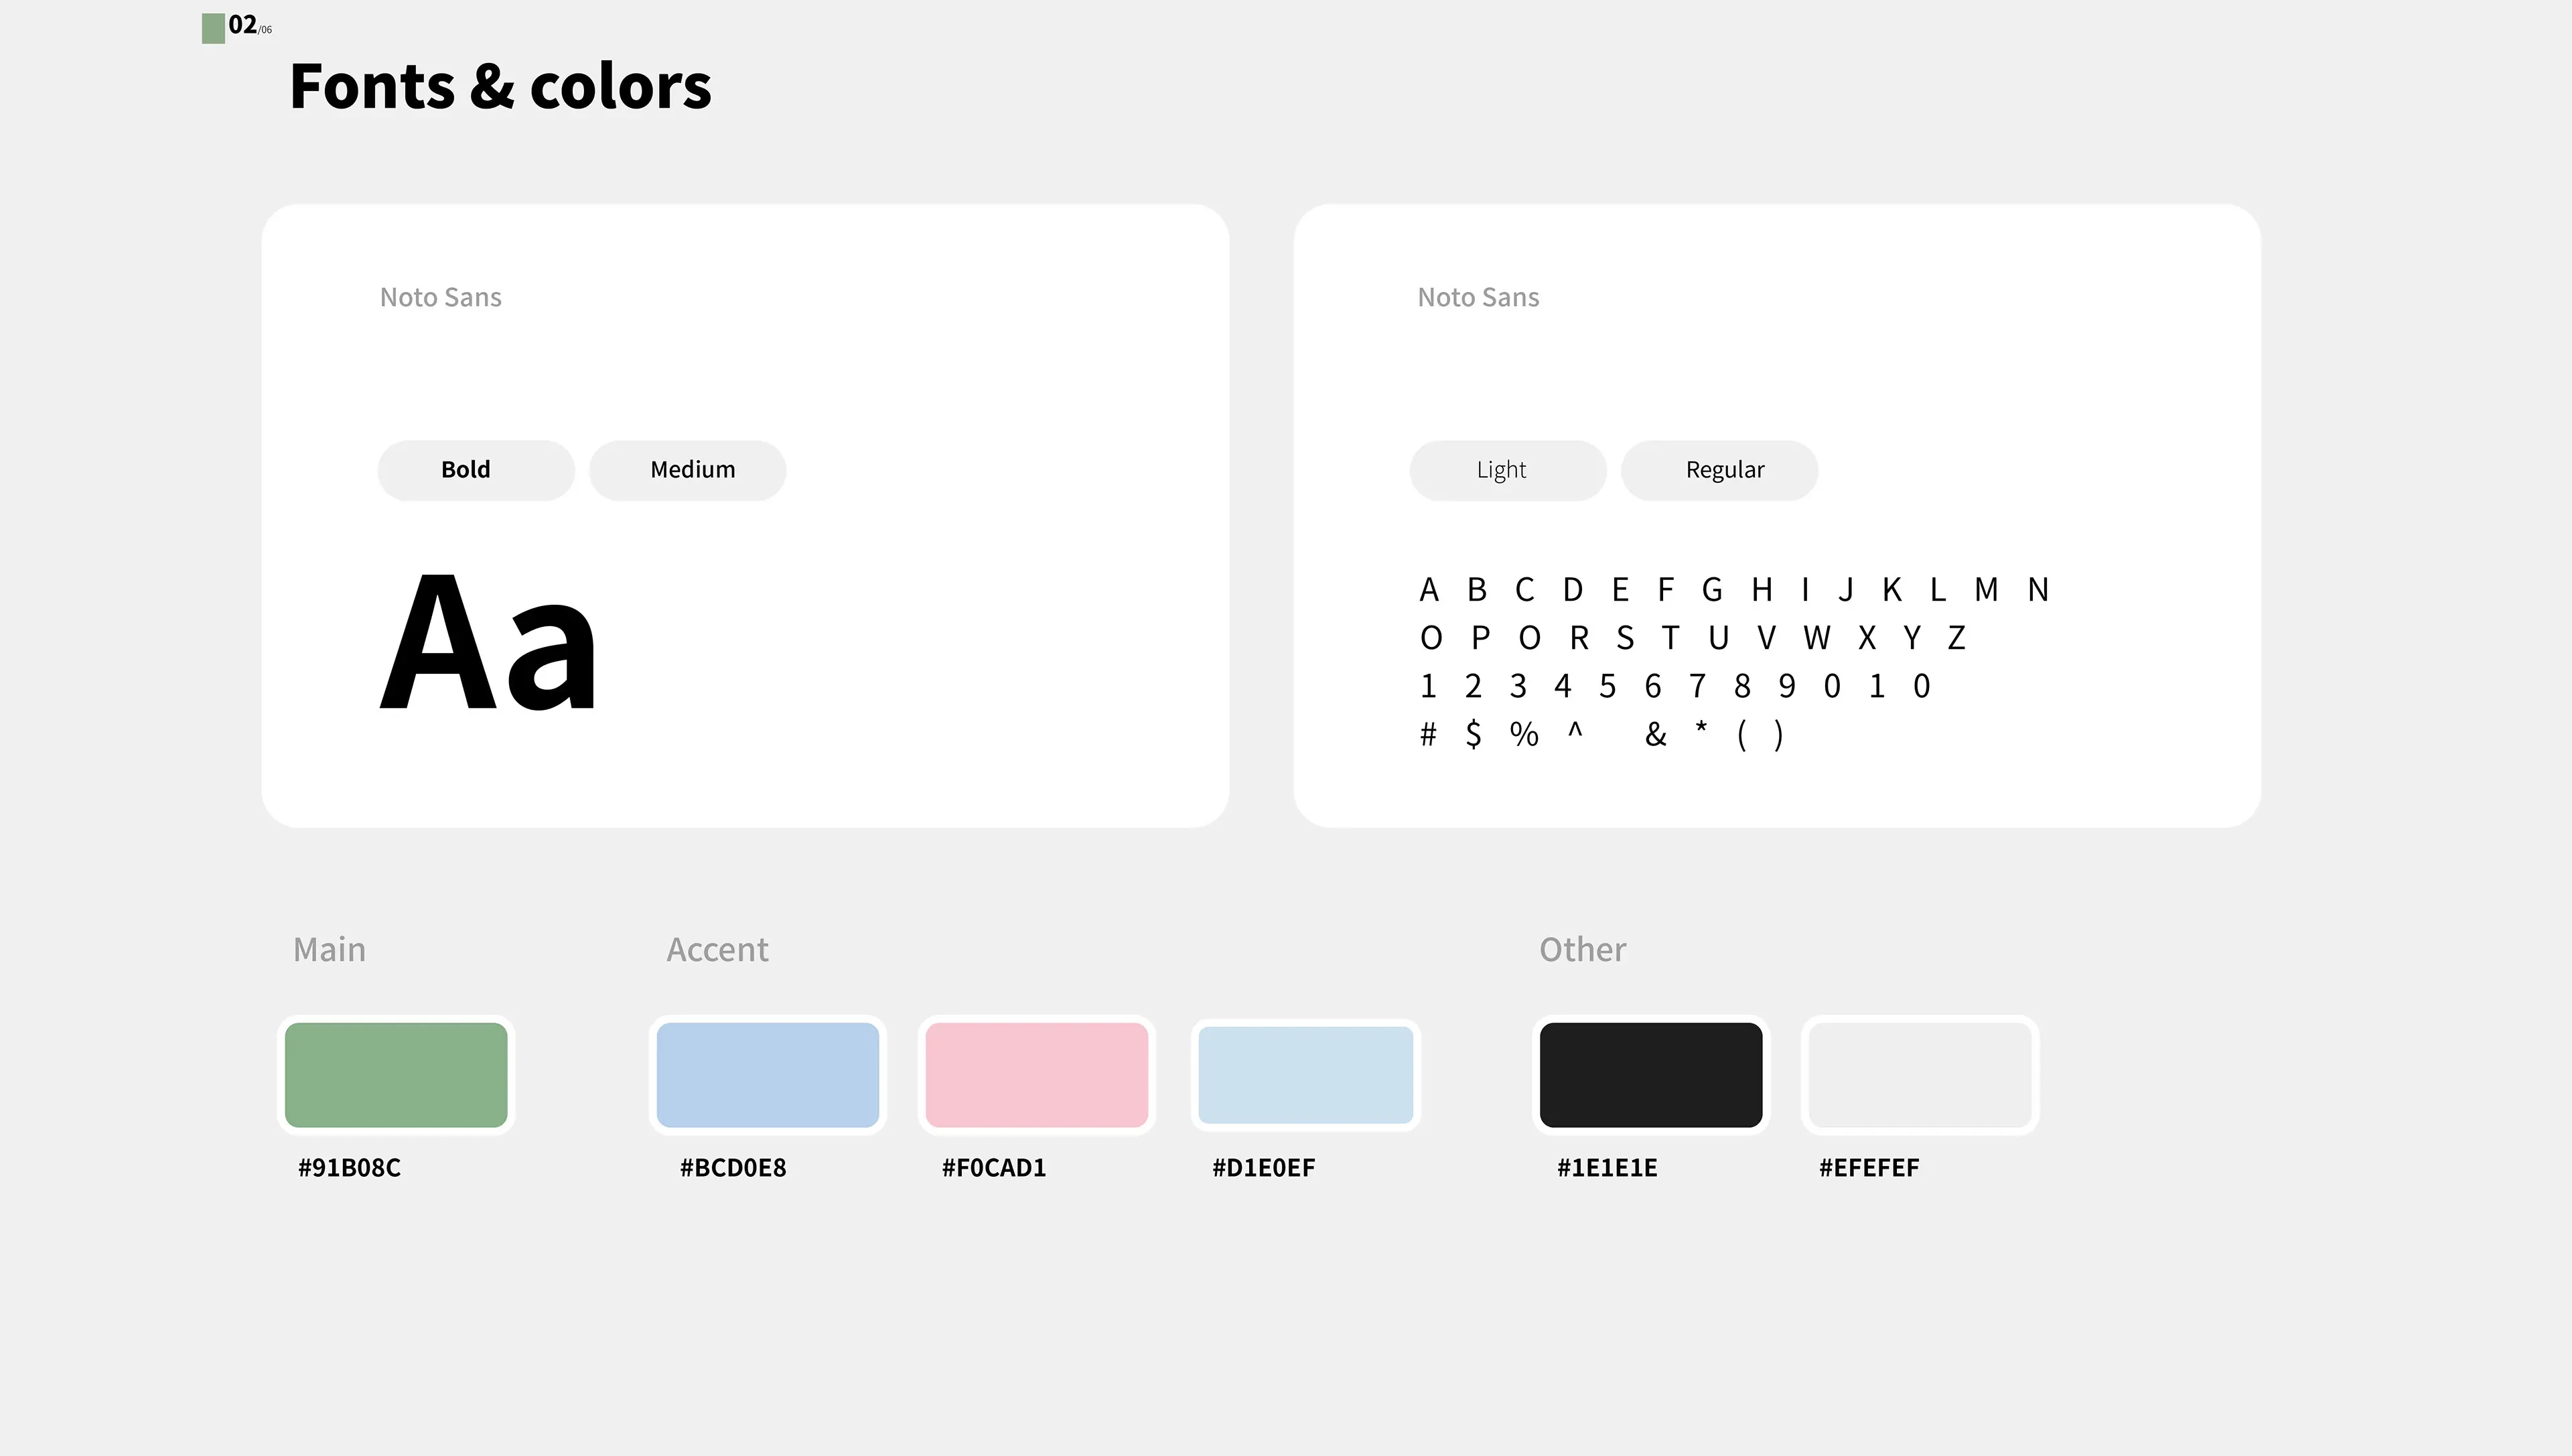 02/06
Fonts & colors
Noto Sans
Bold Medium
Aa
Noto Sans
Light Regular
A B C D E F G H I J K L M N
O P O R S T U V W X Y Z
1 2 3 4 5 6 7 8 9 0 1 0
# $ % ^ & * ( )
Main
#91B08C
Accent
#BCD0E8 #F0CAD1 #D1E0EF
Other
#1E1E1E #EFEFEF